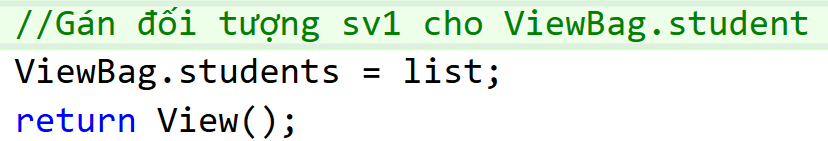 //Gán đối tượng sv1 cho ViewBag.student
ViewBag.students = list;
return View();